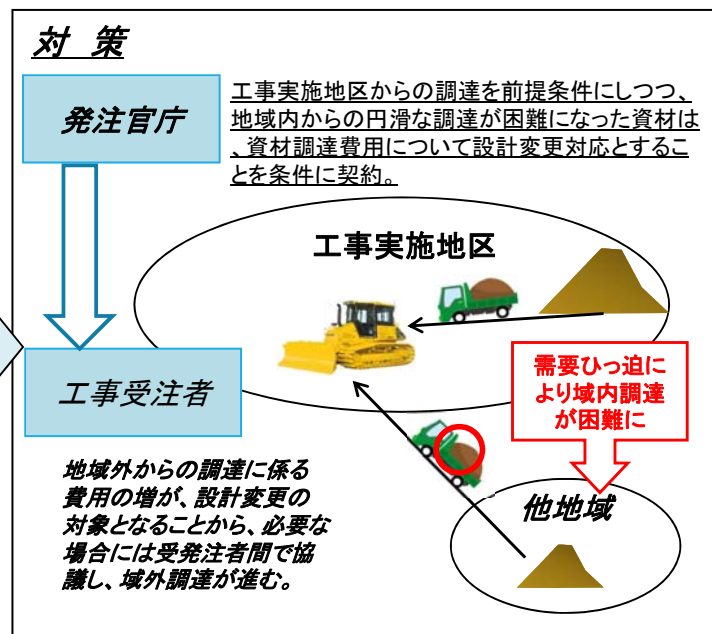 対 策
発注官庁
工事実施地区からの調達を前提条件にしつつ、
地域内からの円滑な調達が困難になった資材は
、資材調達費用について設計変更対応とするこ
とを条件に契約。
工事実施地区
工事受注者
需要ひっ迫に
より域内調達
が困難に
地域外からの調達に係る
費用の増が、設計変更の
対象となることから、必要な
場合には受発注者間で協
議し、域外調達が進む。
他地域